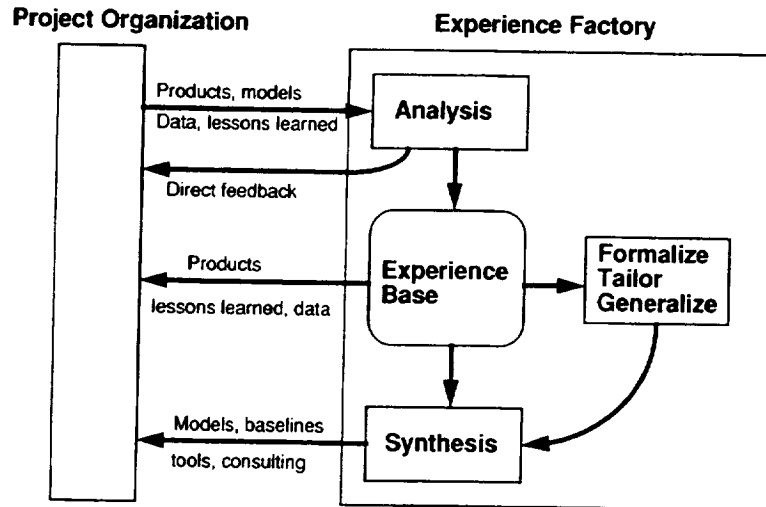 Project Organization
Experience Factory
Products, models
Data, lessons learned
Analysis
Direct feedback
Products
lessons learned, data
Experience
Base
Formalize
Tailor
Generalize
Models, baselines
tools, consulting
Synthesis